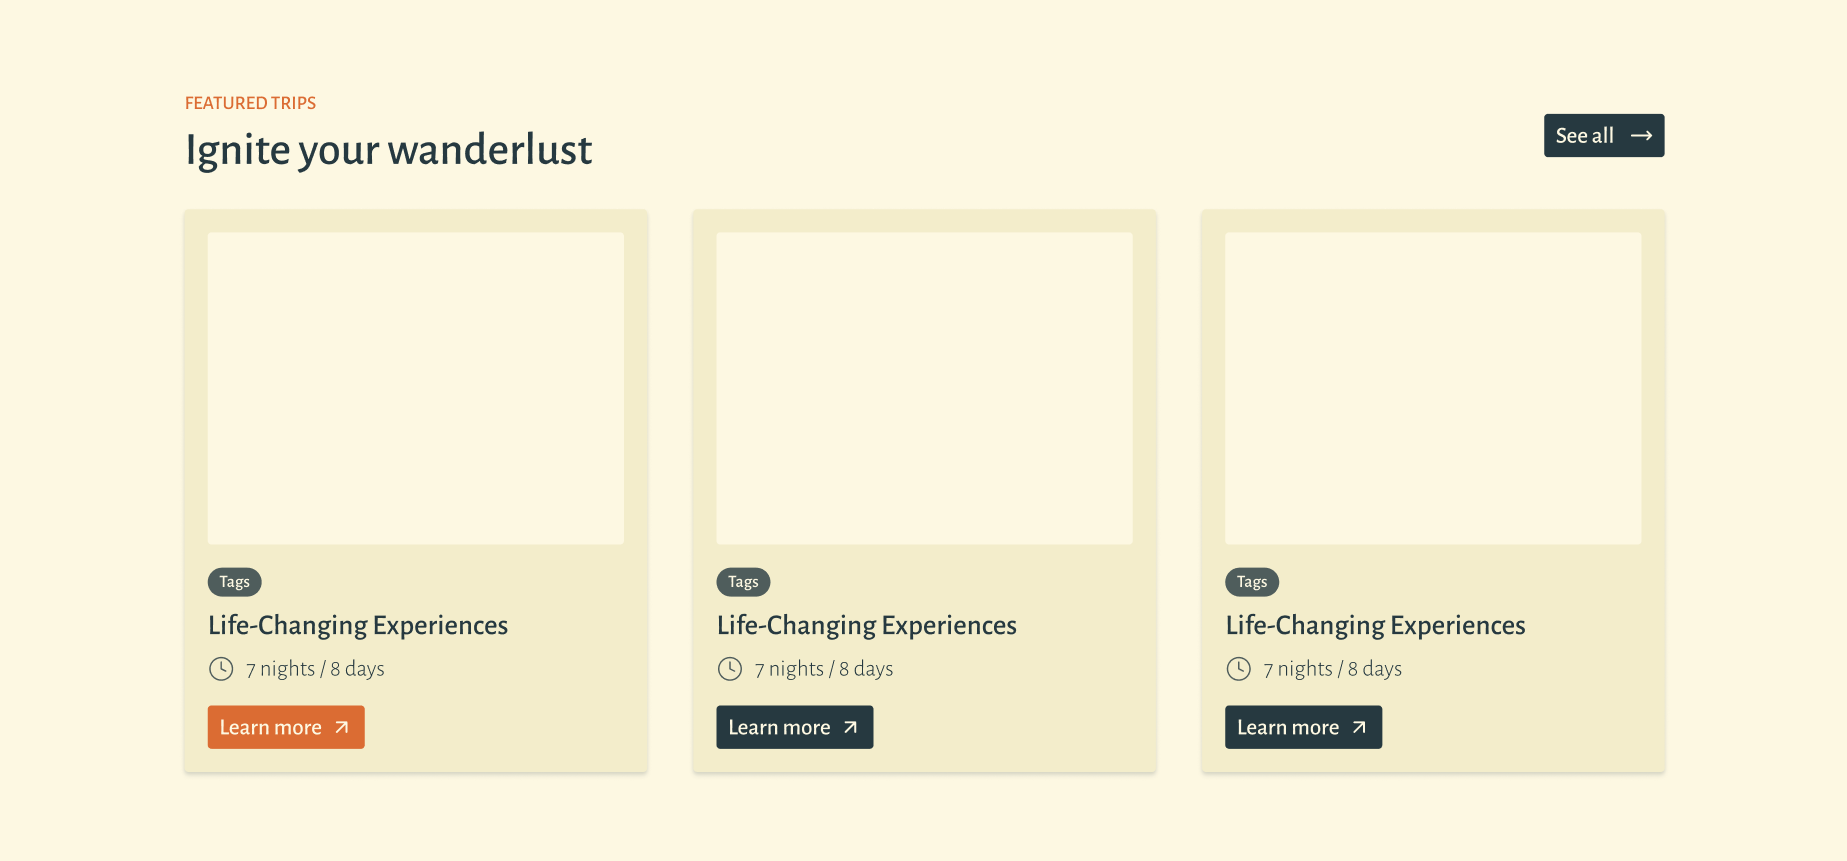 FEATURED TRIPS
Ignite your wanderlust
See all
Tags
Life-Changing Experiences
7 nights / 8 days
Learn more
Tags
Life-Changing Experiences
7 nights / 8 days
Learn more
Tags
Life-Changing Experiences
7 nights / 8 days
Learn more